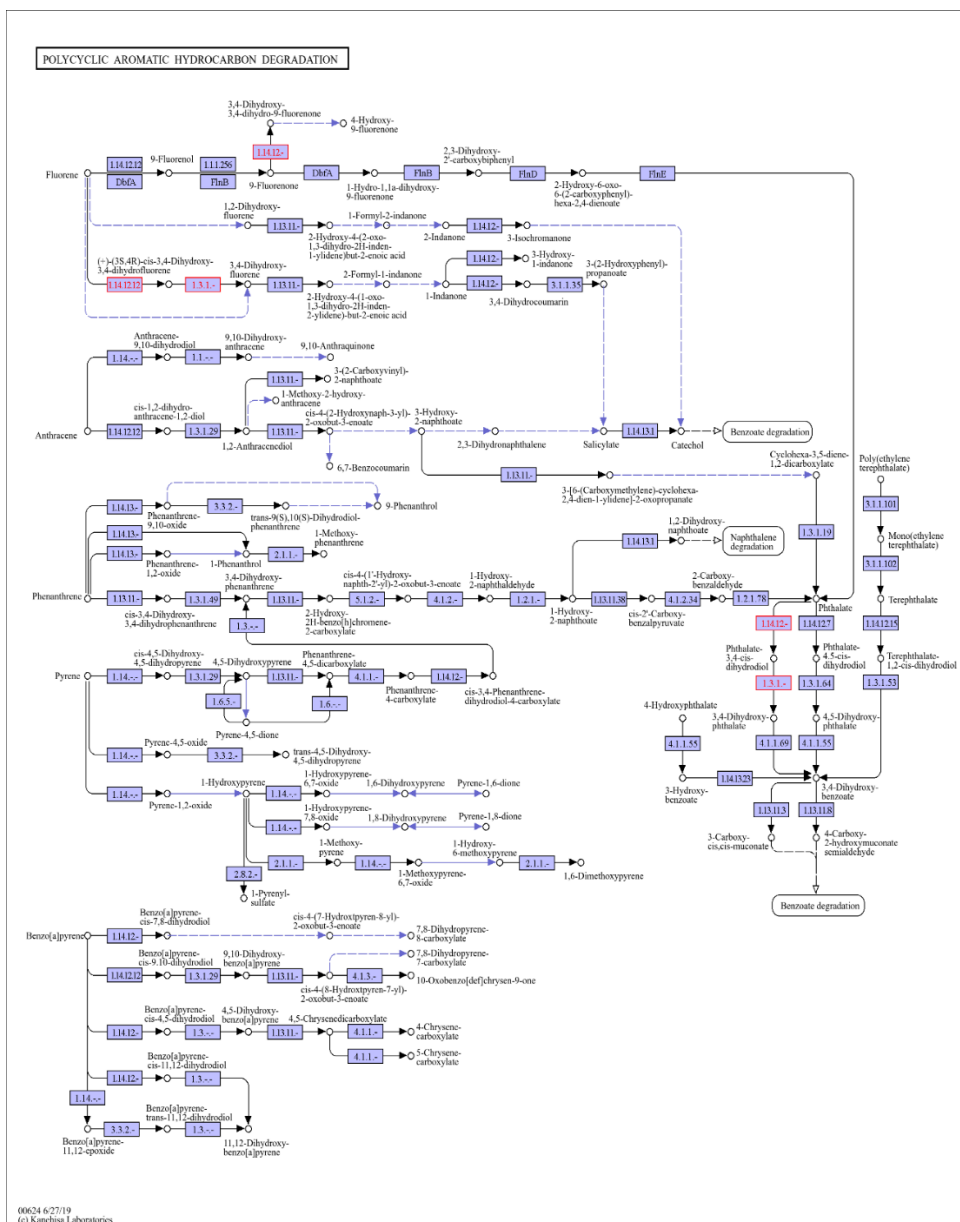 POLYCYCLIC AROMATIC HYDROCARBON DEGRADATION
3,4-Dihydroxy-
3,4-dihydro-9-fluorenone
4-Hydroxy-
9-fluorenone
1.14.12.-
Fluorene
1.14.12.12
DbfA
9-Fluorenol
1.1.1.256
FlnB
9-Fluorenone
DbfA
1-Hydro-1,1a-dihydroxy-
9-fluorenone
FlnB
2,3-Dihydroxy-
2'-carboxybiphenyl
FlnD
2-Hydroxy-6-oxo-
6-(2-carboxyphenyl)-
hexa-2,4-dienoate
FlnE
1,2-Dihydroxy-
fluorene
1.13.11.-
2-Hydroxy-4-(2-oxo-
1,3-dihydro-2H-inden-
1-ylidene)but-2-enoic acid
1-Formyl-2-indanone
2-Indanone
1.14.12.-
3-Isochromanone
(+)-(3S,4R)-cis-3,4-Dihydroxy-
3,4-dihydrofluorene
1.14.12.12
1.3.1.-
3,4-Dihydroxy-
fluorene
1.13.11.-
2-Hydroxy-4-(1-oxo-
1,3-dihydro-2H-inden-
2-ylidene)-but-2-enoic acid
2-Formyl-1-indanone
1-Indanone
1.14.12.-
3-Hydroxy-
1-indanone
1.14.12.-
3,4-Dihydrocoumarin
3.1.1.35
3-(2-Hydroxyphenyl)-
propanoate
Anthracene-
9,10-dihydrodiol
1.14.-.-
1.1.-.-
9,10-Dihydroxy-
anthracene
9,10-Anthraquinone
Anthracene
1.14.12.12
cis-1,2-dihydro-
anthracene-1,2-diol
1.3.1.29
1,2-Anthracenediol
1.13.11.-
3-(2-Carboxyvinyl)-
2-naphthoate
1-Methoxy-2-hydroxy-
anthracene
1.13.11.-
cis-4-(2-Hydroxynaph-3-yl)-
2-oxobut-3-enoate
6,7-Benzocoumarin
3-Hydroxy-
2-naphthoate
2,3-Dihydronaphthalene
Salicylate
1.14.13.1
Catechol
Benzoate degradation
1.13.11.-
3-[6-(Carboxymethylene)-cyclohexa-
2,4-dien-1-ylidene]-2-oxopropanate
Cyclohexa-3,5-diene-
1,2-dicarboxylate
1.3.1.19
Poly(ethylene
terephthalate)
3.1.1.101
Mono(ethylene
terephthalate)
3.1.1.102
Terephthalate
1.14.12.15
Terephthalate-
1,2-cis-dihydrodiol
1.3.1.53
1.14.13.-
Phenanthrene-
9,10-oxide
3.3.2.-
trans-9(S),10(S)-Dihydrodiol-
phenanthrene
9-Phenanthrol
1.14.13.-
1.14.13.-
Phenanthrene-
1,2-oxide
1-Phenanthrol
2.1.1.-
1-Methoxy-
phenanthrene
Phenanthrene
1.13.11.-
cis-3,4-Dihydroxy-
3,4-dihydrophenanthrene
1.3.1.49
3,4-Dihydroxy-
phenanthrene
1.13.11.-
2-Hydroxy-
2H-benzo[h]chromene-
2-carboxylate
5.1.2.-
cis-4-(1'-Hydroxy-
naphth-2'-yl)-2-oxobut-3-enoate
4.1.2.-
1-Hydroxy-
2-naphthaldehyde
1.2.1.-
1-Hydroxy-
2-naphthoate
1.14.13.1
1,2-Dihydroxy-
naphthoate
Naphthalene
degradation
1.13.11.38
cis-2'-Carboxy-
benzalpyruvate
4.1.2.34
2-Carboxy-
benzaldehyde
1.2.1.78
Phthalate
1.3.-.-
1.14.12.-
Phthalate-
3,4-cis-
dihydrodiol
1.3.1.-
3,4-Dihydroxy-
phthalate
4.1.1.69
1.14.12.7
Phthalate-
4,5-cis-
dihydrodiol
1.3.1.64
4,5-Dihydroxy-
phthalate
4.1.1.55
Pyrene
1.14.-.-
cis-4,5-Dihydroxy-
4,5-dihydropyrene
1.3.1.29
4,5-Dihydroxypyrene
1.13.11.-
Phenanthrene-
4,5-dicarboxylate
4.1.1.-
Phenanthrene-
4-carboxylate
1.14.12.-
cis-3,4-Phenanthrene-
dihydrodiol-4-carboxylate
1.6.5.-
1.6.-.-
Pyrene-4,5-dione
1.14.-.-
Pyrene-4,5-oxide
3.3.2.-
trans-4,5-Dihydroxy-
4,5-dihydropyrene
1.14.-.-
Pyrene-1,2-oxide
1-Hydroxypyrene
1.14.-.-
1-Hydroxypyrene-
6,7-oxide
1,6-Dihydroxypyrene
Pyrene-1,6-dione
1.14.-.-
1-Hydroxypyrene-
7,8-oxide
1,8-Dihydroxypyrene
Pyrene-1,8-dione
2.1.1.-
1-Methoxy-
pyrene
1.14.-.-
1-Methoxypyrene-
6,7-oxide
1-Hydroxy-
6-methoxypyrene
2.1.1.-
1,6-Dimethoxypyrene
2.8.2.-
1-Pyrenyl-
sulfate
4-Hydroxyphthalate
4.1.1.55
3-Hydroxy-
benzoate
1.14.13.23
3,4-Dihydroxy-
benzoate
1.13.11.3
1.13.11.8
3-Carboxy-
cis,cis-muconate
4-Carboxy-
2-hydroxymuconate
semialdehyde
Benzoate degradation
Benzo[a]pyrene
1.14.12.-
Benzo[a]pyrene-
cis-7,8-dihydrodiol
cis-4-(7-Hydroxtpyren-8-yl)-
2-oxobut-3-enoate
7,8-Dihydropyrene-
8-carboxylate
1.14.12.12
Benzo[a]pyrene-
cis-9,10-dihydrodiol
1.3.1.29
9,10-Dihydroxy-
benzo[a]pyrene
1.13.11.-
cis-4-(8-Hydroxtpyren-7-yl)-
2-oxobut-3-enoate
7,8-Dihydropyrene-
7-carboxylate
4.1.3.-
10-Oxobenzo[def]chrysen-9-one
1.14.12.-
Benzo[a]pyrene-
cis-4,5-dihydrodiol
1.3.-.-
4,5-Dihydroxy-
benzo[a]pyrene
1.13.11.-
4,5-Chrysenedicarboxylate
4.1.1.-
4-Chrysene-
carboxylate
4.1.1.-
5-Chrysene-
carboxylate
1.14.12.-
Benzo[a]pyrene-
cis-11,12-dihydrodiol
1.3.-.-
1.14.-.-
Benzo[a]pyrene-
11,12-epoxide
3.3.2.-
Benzo[a]pyrene-
trans-11,12-dihydrodiol
1.3.-.-
11,12-Dihydroxy-
benzo[a]pyrene
00624 6/27/19
(c) Kanehisa Laboratories